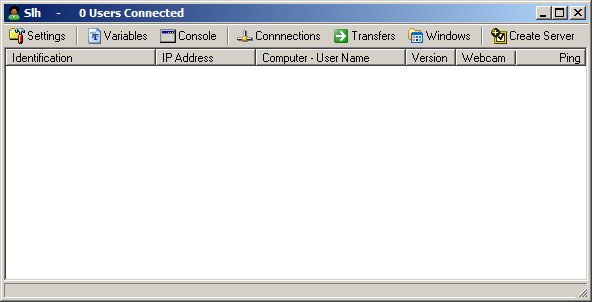 Slh - 0 Users Connected
Settings Variables Console Connnections Transfers Windows Create Server
Identification IP Address Computer - User Name Version Webcam Ping